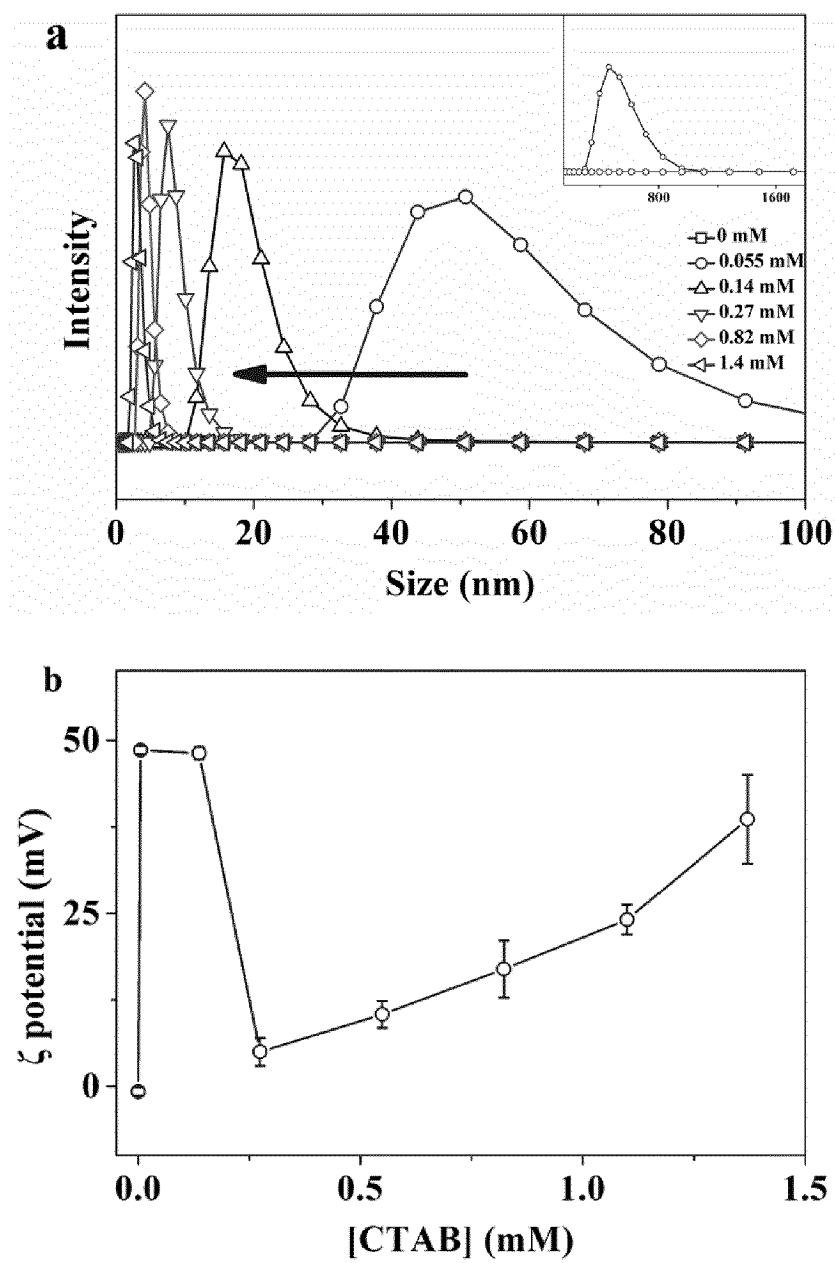 a
Intensity
800
1600
0 mM
0.055 mM
0.14 mM
0.27 mM
0.82 mM
1.4 mM
0
20
40
60
80
100
Size (nm)
b
ζ potential (mV)
50
25
0
0.0
0.5
1.0
1.5
[CTAB] (mM)